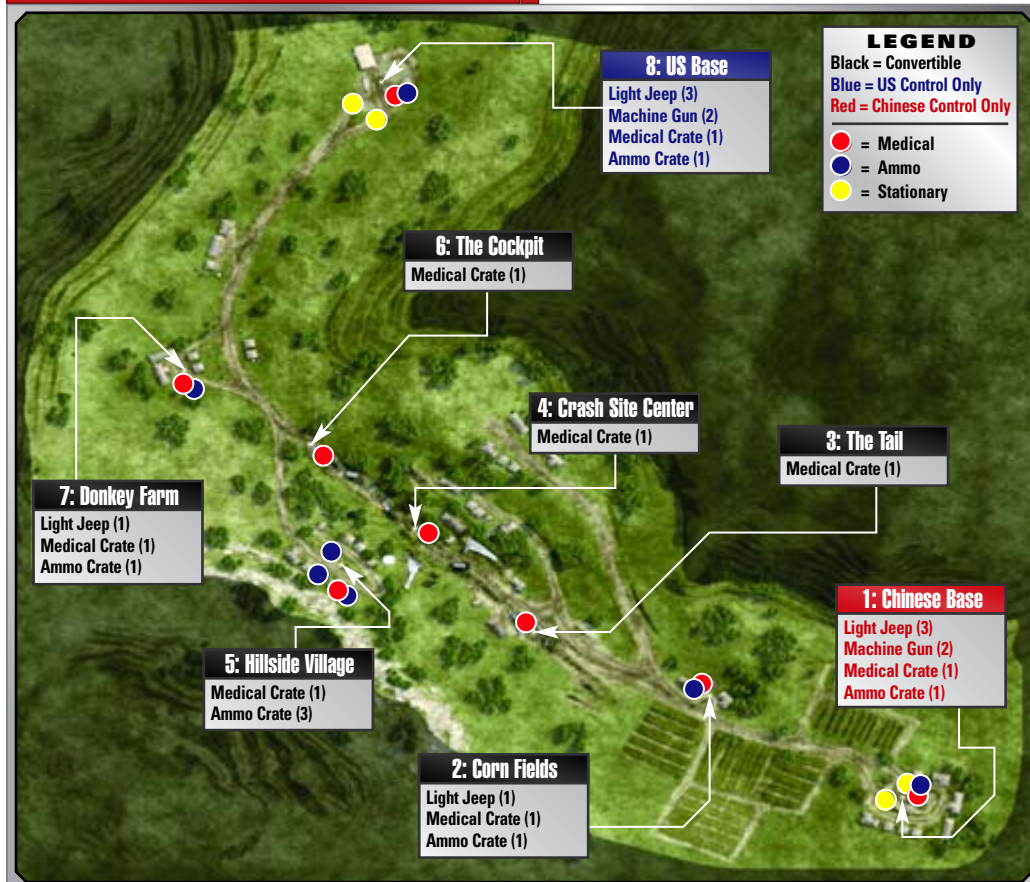 LEGEND
Black = Convertible
Blue = US Control Only
Red = Chinese Control Only
= Medical
= Ammo
= Stationary
8: US Base
Light Jeep (3)
Machine Gun (2)
Medical Crate (1)
Ammo Crate (1)
6: The Cockpit
Medical Crate (1)
4: Crash Site Center
Medical Crate (1)
3: The Tail
Medical Crate (1)
7: Donkey Farm
Light Jeep (1)
Medical Crate (1)
Ammo Crate (1)
5: Hillside Village
Medical Crate (1)
Ammo Crate (3)
1: Chinese Base
Light Jeep (3)
Machine Gun (2)
Medical Crate (1)
Ammo Crate (1)
2: Corn Fields
Light Jeep (1)
Medical Crate (1)
Ammo Crate (1)